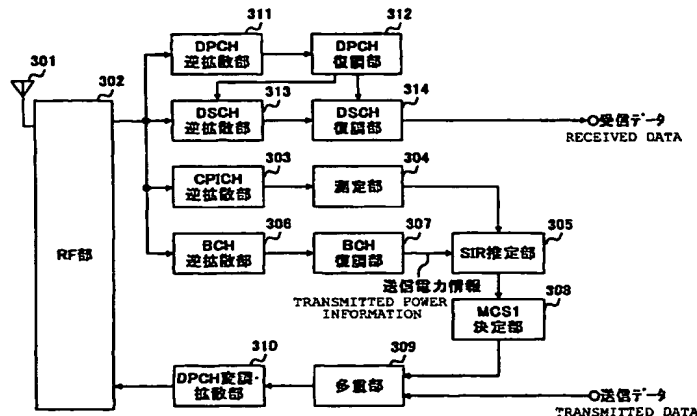 311
312
DPCH
逆拡散部
DPCH
復調部
301
302
313
314
DSCH
逆拡散部
DSCH
復調部
受信データ
RECEIVED DATA
303
304
CPICH
逆拡散部
測定部
306
307
305
RF部
BCH
逆拡散部
BCH
復調部
SIR推定部
送信電力情報
TRANSMITTED POWER
INFORMATION
308
MCS1
決定部
310
309
DPCH変調・
拡散部
多重部
送信データ
TRANSMITTED DATA